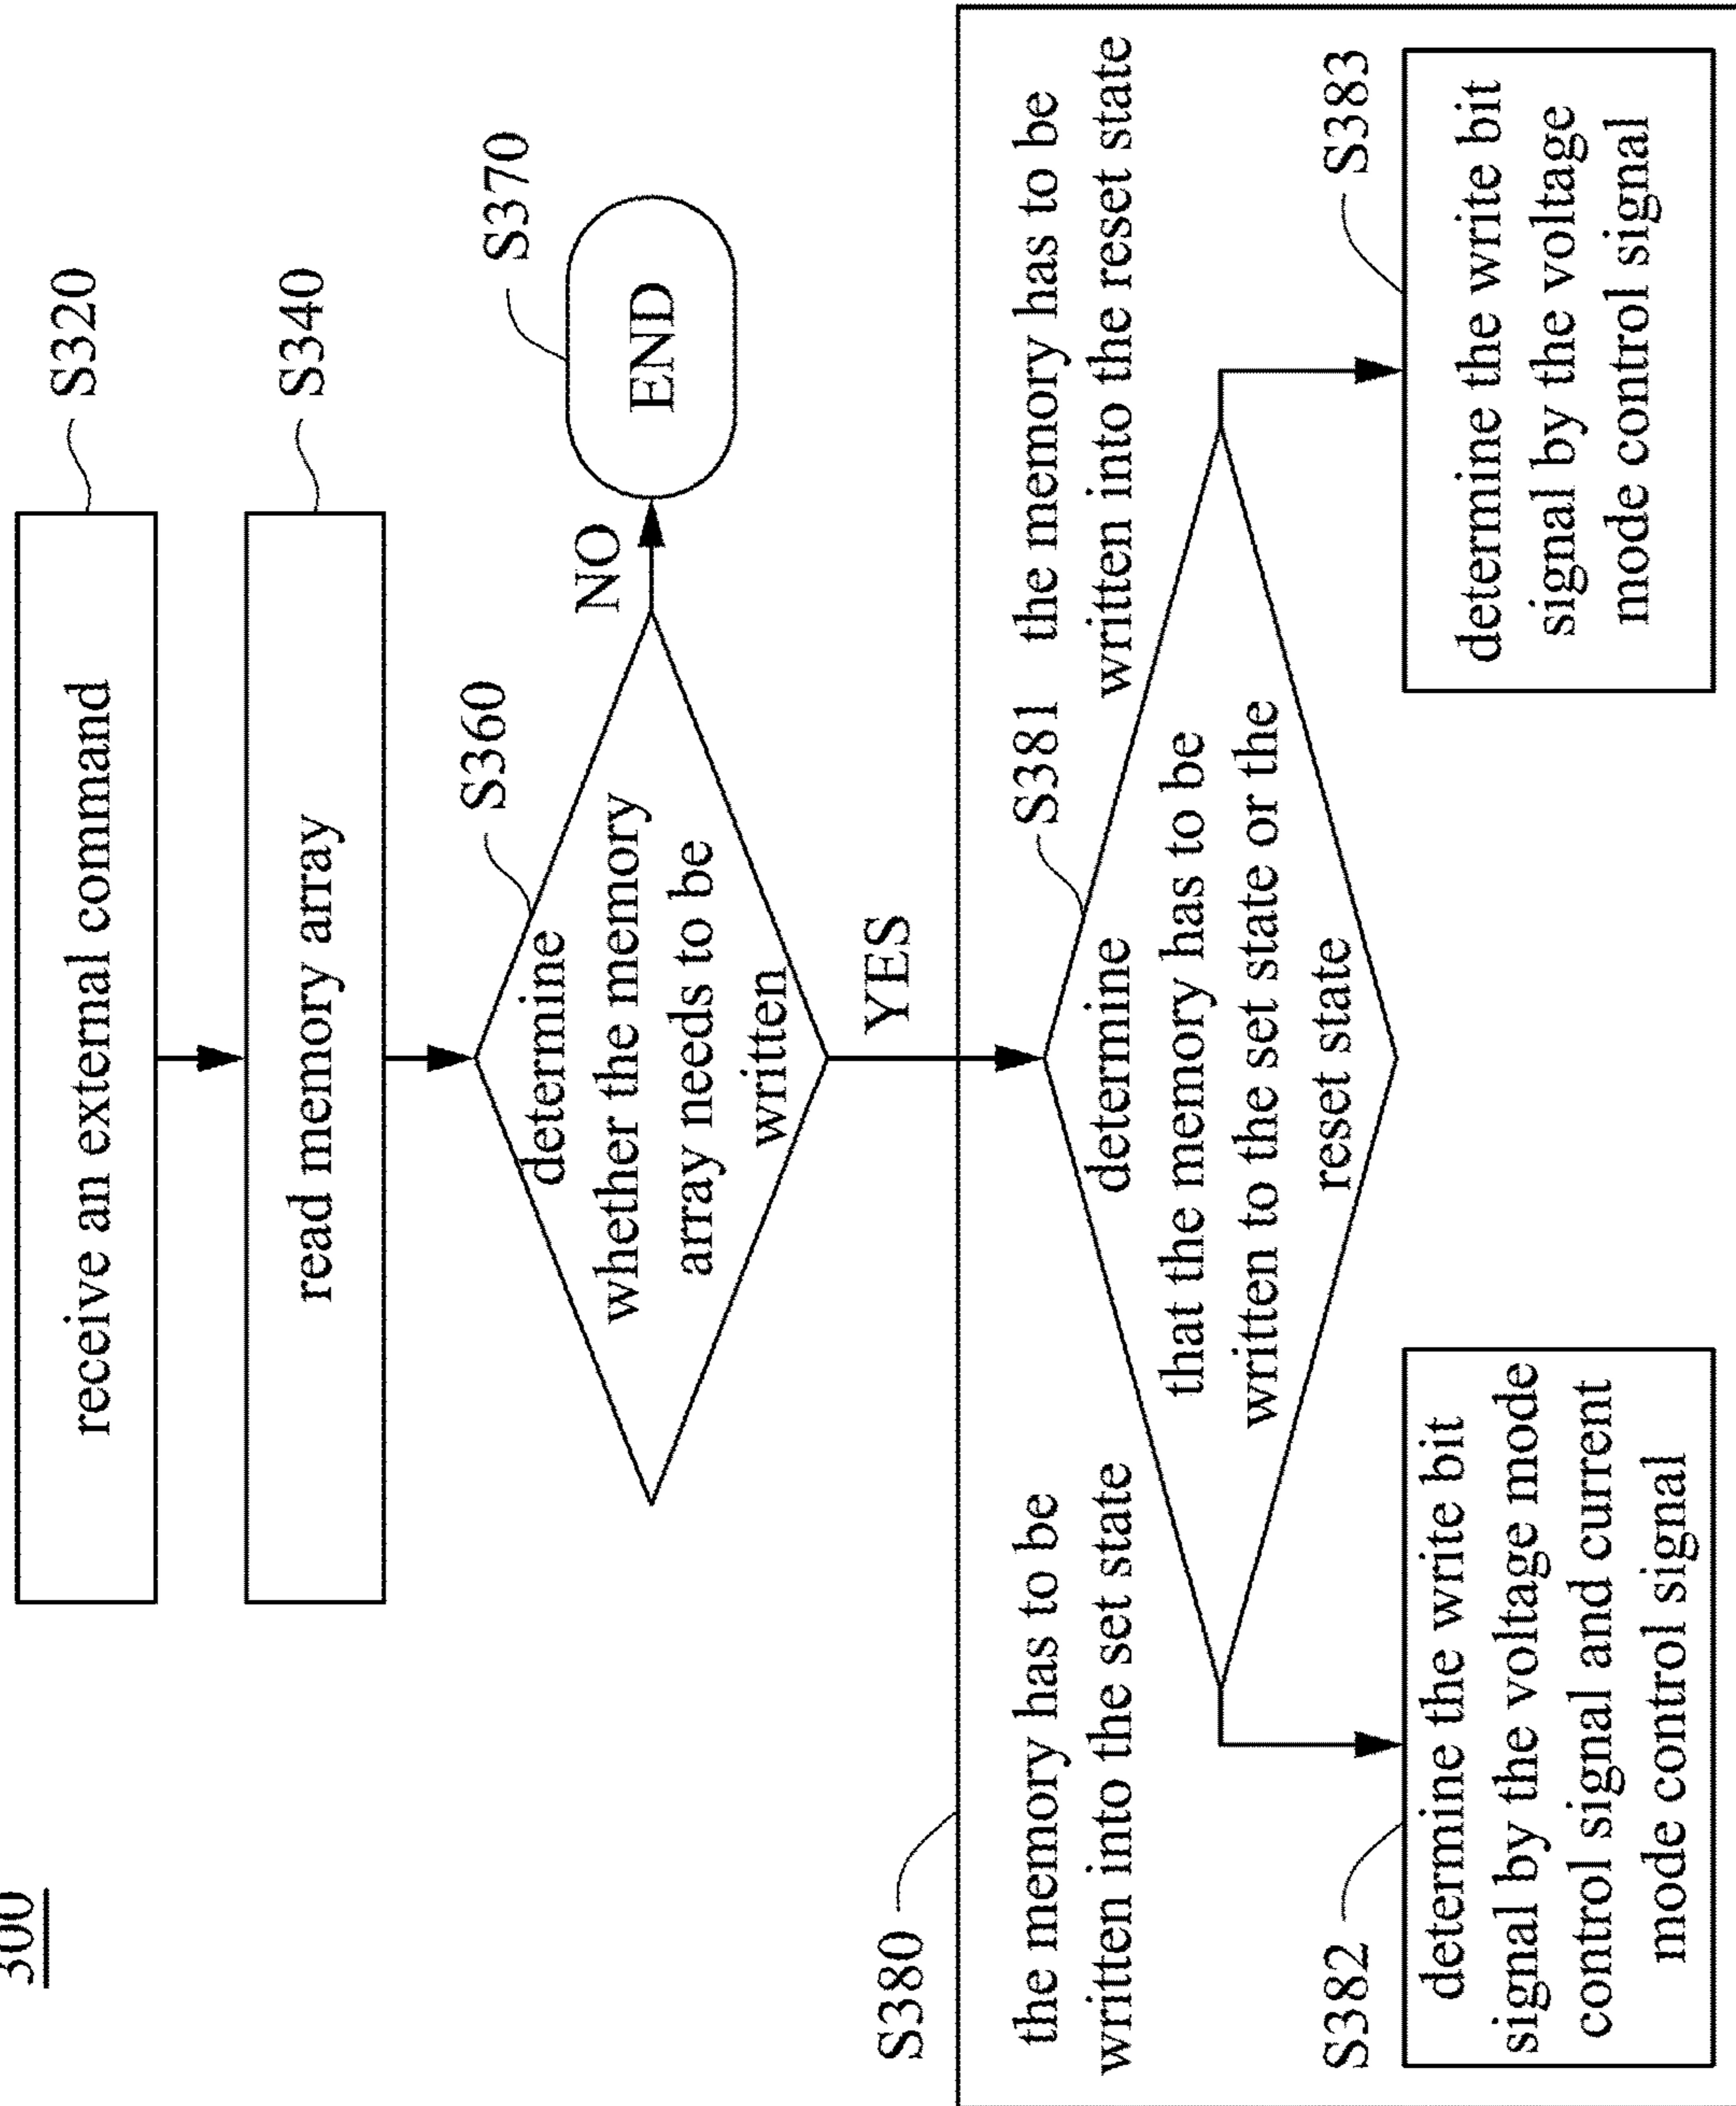 300
receive an external command
S320
read memory array
S340
determine
whether the memory
array needs to be
written
S360
NO
END
S370
YES
S380
the memory has to be
written into the set state
determine
that the memory has to be
written to the set state or the
reset state
S381
the memory has to be
written into the reset state
S382
determine the write bit
signal by the voltage mode
control signal and current
mode control signal
S383
determine the write bit
signal by the voltage
mode control signal